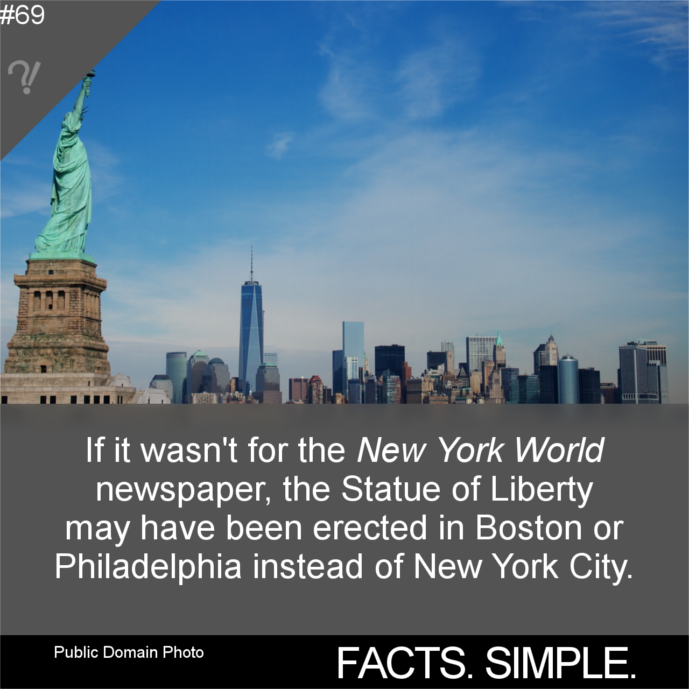 #69
?!
If it wasn't for the New York World
newspaper, the Statue of Liberty
may have been erected in Boston or
Philadelphia instead of New York City.
Public Domain Photo
FACTS. SIMPLE.